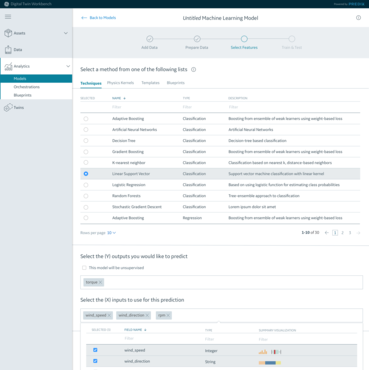 Digital Twin Workbench
Back to Models
Untitled Machine Learning Model
Assets
Data
Analytics
Models
Orchestrations
Blueprints
Twins
Add Data
Prepare Data
Select Features
Train & Test
Select a method from one of the following lists
Techniques
Physics Kernels
Templates
Blueprints
SELECTED
NAME
TYPE
DESCRIPTION
Filter
Filter
Filter
Adaptive Boosting
Classification
Boosting from ensemble of weak learners using weight-based loss
Artificial Neural Networks
Classification
Artificial Neural Networks
Decision Tree
Classification
Decision tree based classification
Gradient Boosting
Classification
Boosting from ensemble of weak learners using weight-based loss
K-nearest neighbor
Classification
Classification based on nearest k, distance based neighbors
Linear Support Vector
Classification
Support vector machine classification with linear kernel
Logistic Regression
Classification
Based on using logistic function for estimating class probabilities
Random Forests
Classification
Tree ensemble approach to classification
Stochastic Gradient Descent
Classification
Lorem ipsum dolor sit amet
Adaptive Boosting
Regression
Boosting from ensemble of weak learners using weight-based loss
Rows per page 10
1-10 of 30
1
2
3
Select the (Y) outputs you would like to predict
This model will be unsupervised
torque
Select the (X) inputs to use for this prediction
wind_speed
wind_direction
rpm
SELECTED (3)
FIELD NAME
TYPE
SUMMARY VISUALIZATION
Filter
Filter
Filter
wind_speed
Integer
wind_direction
String